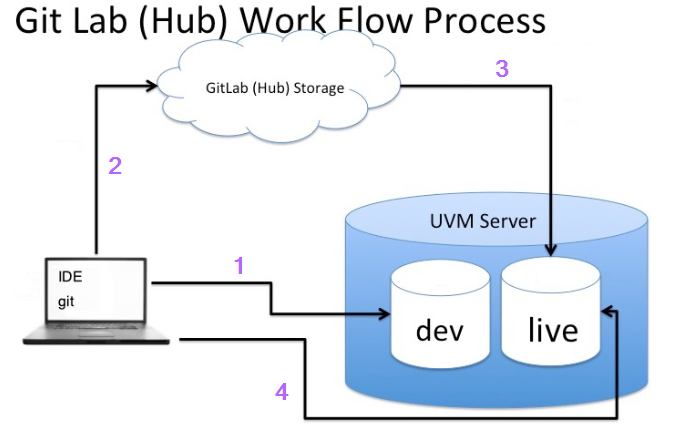 Git Lab (Hub) Work Flow Process
GitLab (Hub) Storage
3
2
UVM Server
1
IDE
git
dev
live
4